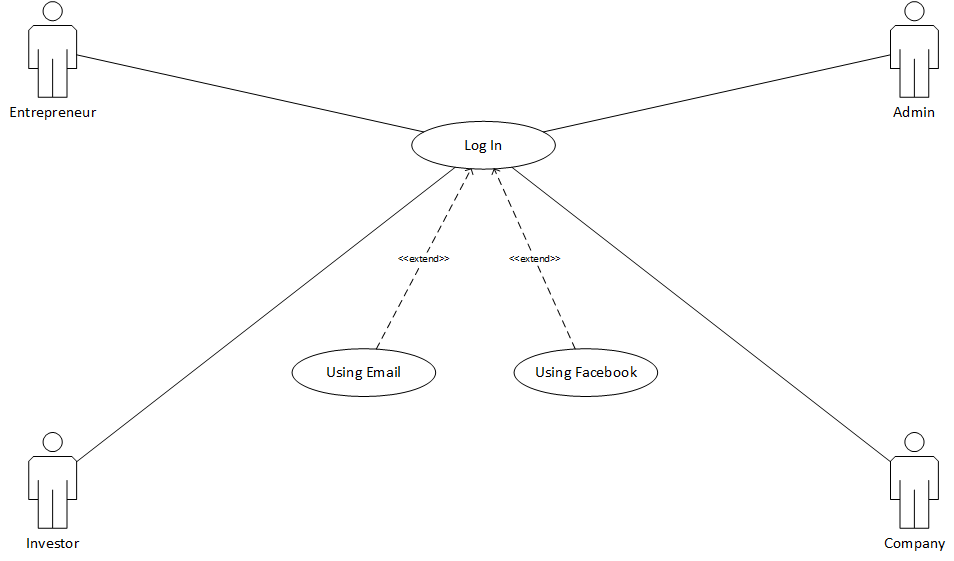 Entrepreneur
Admin
Log In
<<extend>>
<<extend>>
Using Email
Using Facebook
Investor
Company